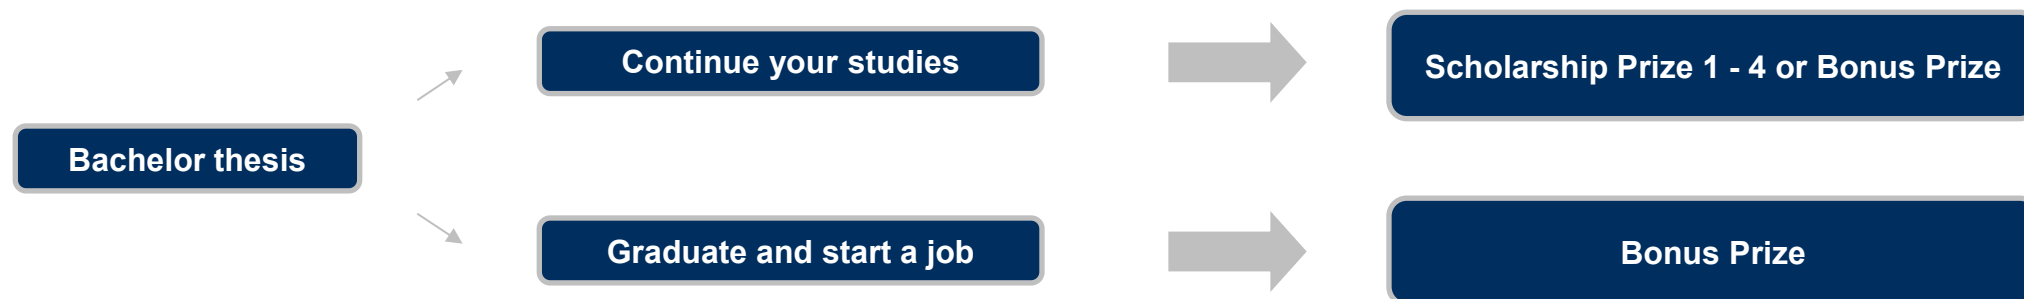 Continue your studies
Scholarship Prize 1 - 4 or Bonus Prize
Bachelor thesis
Graduate and start a job
Bonus Prize